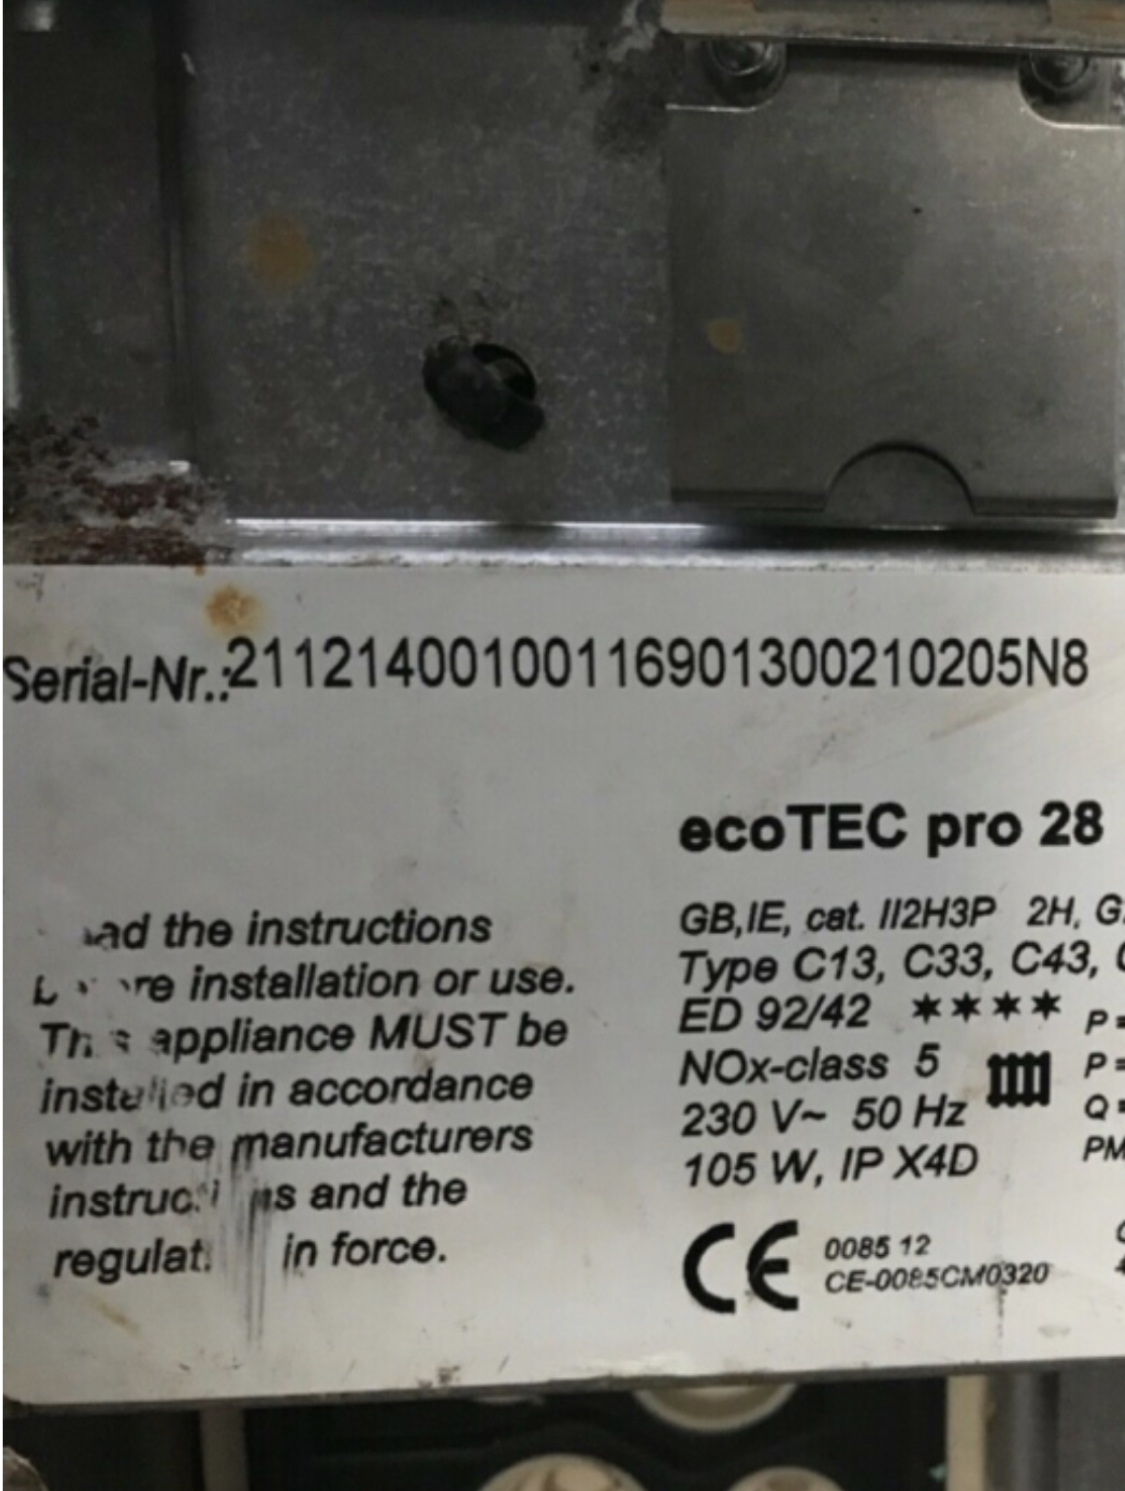 Serial-Nr.:21121400100116901300210205N8
ecoTEC pro 28
the instructions
installation or use.
appliance MUST be
installed in accordance
with the manufacturers
and the
in force.
GB,IE, cat. II2H3P 2H,
Type C13, C33, C43,
ED 92/42 ****
NOx-class 5
230 V~ 50 Hz
105 W, IP X4D
P=
P=
Q=
PM
CE 0085 12
CE-0085CM0320